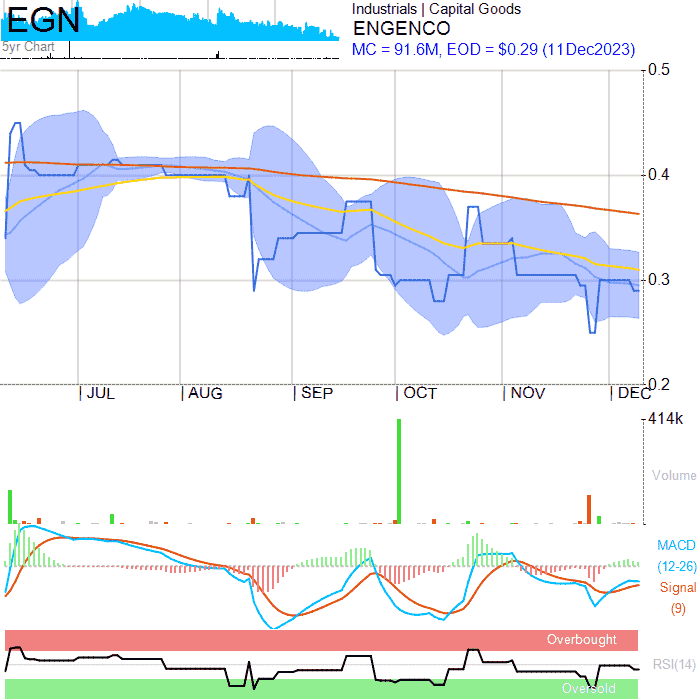 EGN
5yr Chart
Industrials | Capital Goods
ENGENCO
MC = 91.6M, EOD = $0.29 (11Dec2023)
0.5
0.4
0.3
0.2
JUL AUG SEP OCT NOV DEC
414k
Volume
MACD
(12-26)
Signal
(9)
Overbought
RSI(14)
Oversold